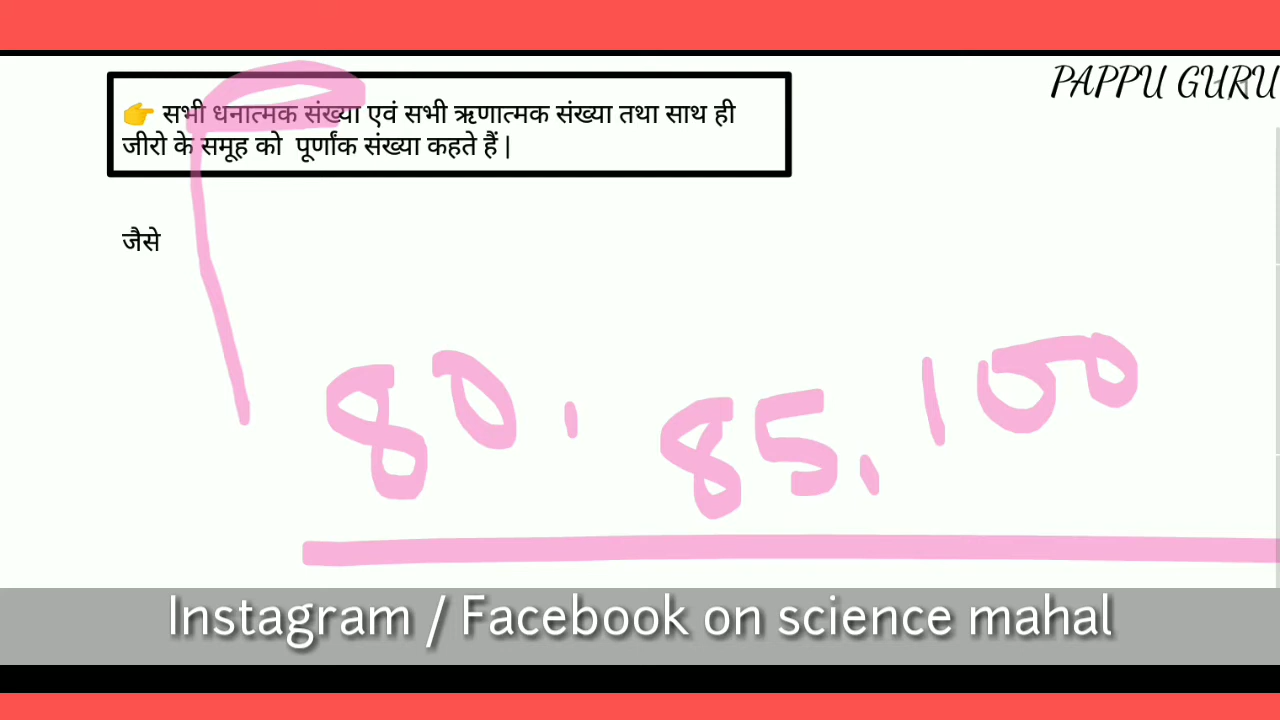 PAPPU GURU
👉 सभी धनात्मक संख्या एवं सभी ऋणात्मक संख्या तथा साथ ही
जीरो के समूह को पूर्णांक संख्या कहते हैं |
जैसे
80, 85, 100
Instagram / Facebook on science mahal